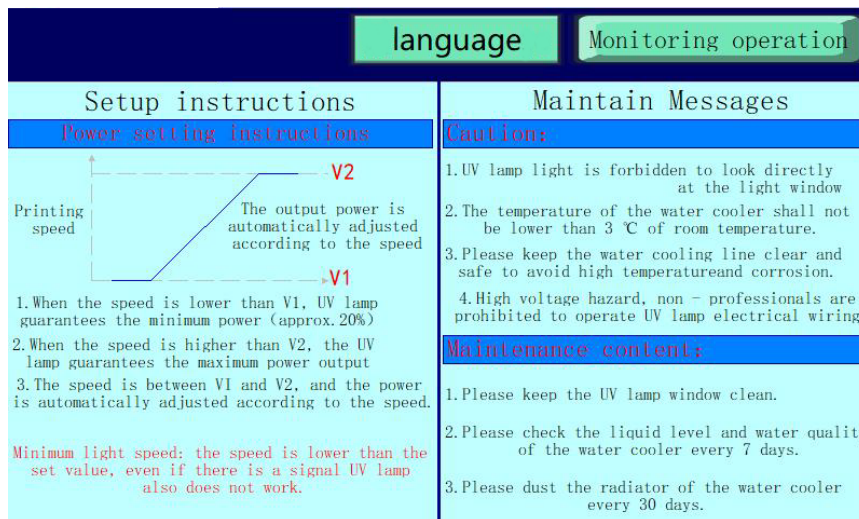 language
Monitoring operation
Setup instructions
Power setting instructions
V2
Printing
speed
The output power is
automatically adjusted
according to the speed
V1
1.When the speed is lower than V1, UV lamp
guarantees the minimum power (approx.20%)
2.When the speed is higher than V2, the UV
lamp guarantees the maximum power output
3.The speed is between VI and V2, and the power
is automatically adjusted according to the speed.
Minimum light speed: the speed is lower than the
set value, even if there is a signal UV lamp
also does not work.
Maintain Messages
Caution:
1.UV lamp light is forbidden to look directly
at the light window
2.The temperature of the water cooler shall not
be lower than 3 ℃ of room temperature.
3.Please keep the water cooling line clear and
safe to avoid high temperatureand corrosion.
4.High voltage hazard, non - professionals are
prohibited to operate UV lamp electrical wiring
Maintenance content:
1.Please keep the UV lamp window clean.
2.Please check the liquid level and water qualit
of the water cooler every 7 days.
3.Please dust the radiator of the water cooler
every 30 days.